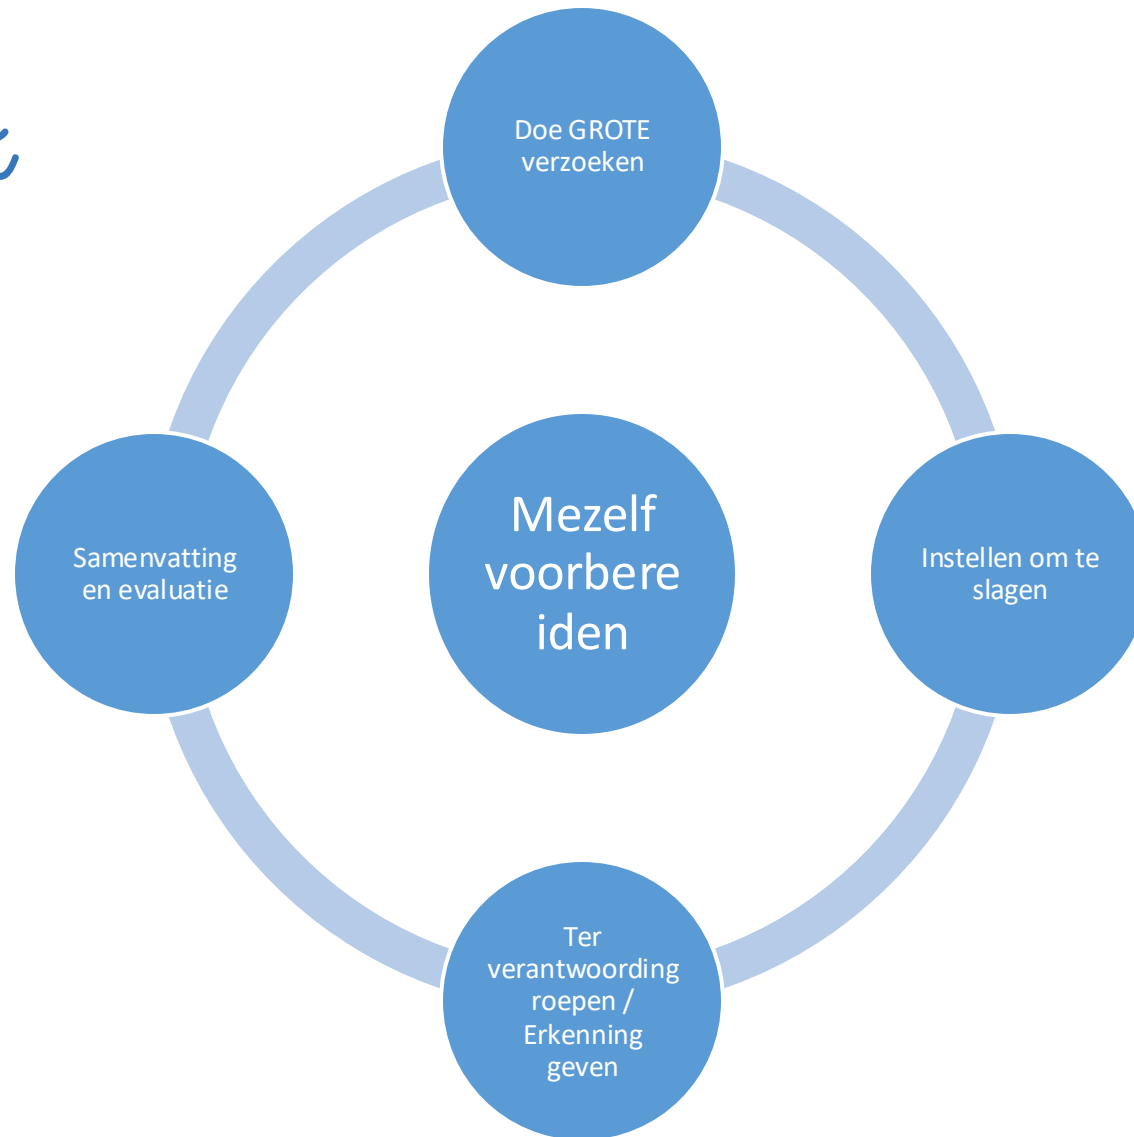 Doe GROTE
verzoeken
Mezelf
voorbere
iden
Samenvatting
en evaluatie
Instellen om te
slagen
Ter
verantwoording
roepen /
Erkenning
geven